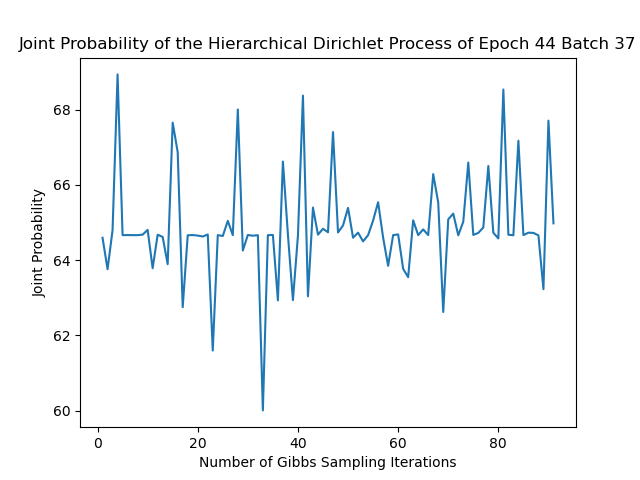 Joint Probability of the Hierarchical Dirichlet Process of Epoch 44 Batch 37
Joint Probability
68
66
64
62
60
0 20 40 60 80
Number of Gibbs Sampling Iterations